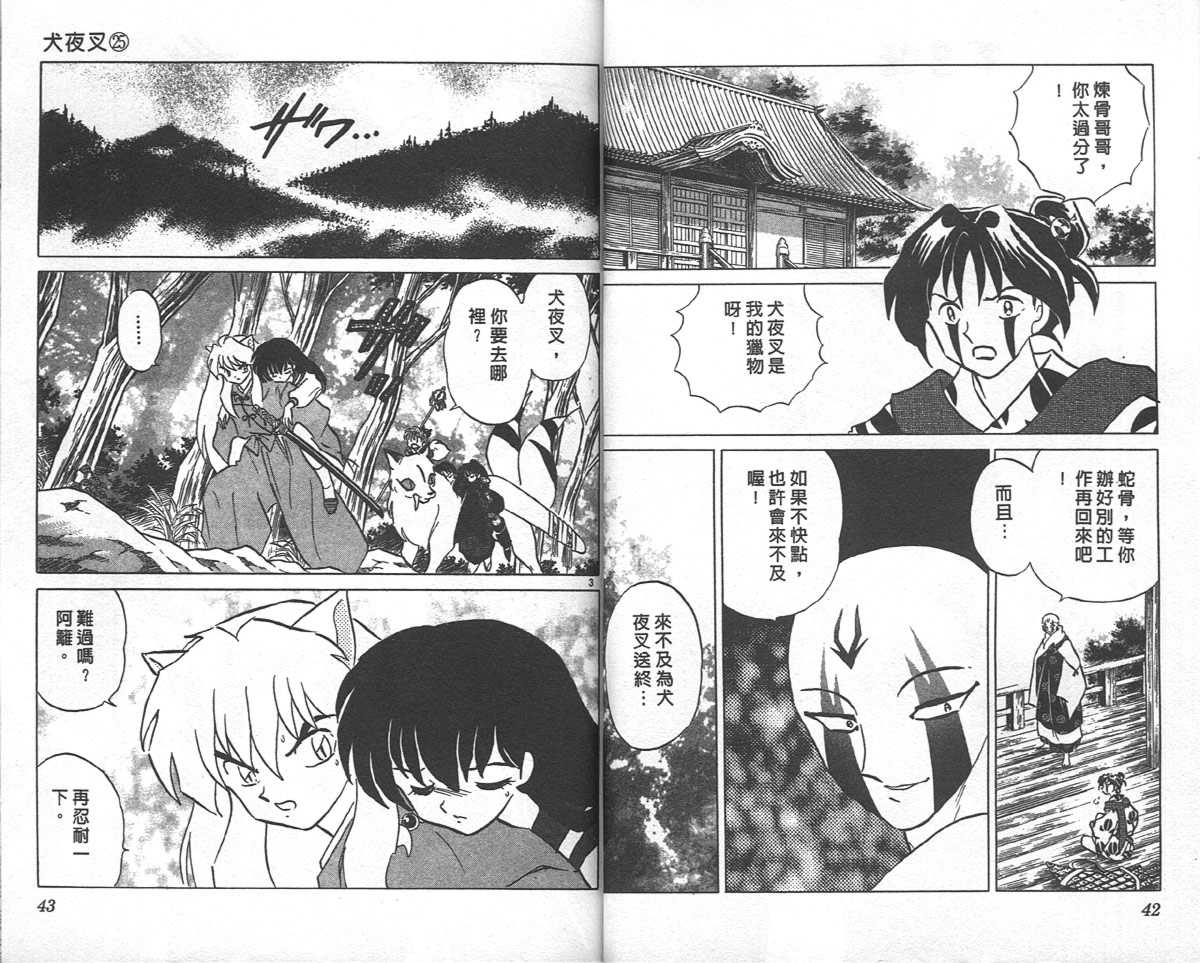 犬夜叉㉕
煉骨哥哥，
你太過分了
！
犬夜叉是
我的獵物
呀！
蛇骨，等你
辦好別的工
作再回來吧
！
而且…
如果不快點，
也許會來不及
喔！
來不及為犬
夜叉送終…
42
ザワ…
犬夜叉，
你要去哪
裡？
……
ザッ
3
難過嗎？
阿籬。
再忍耐一
下。
43